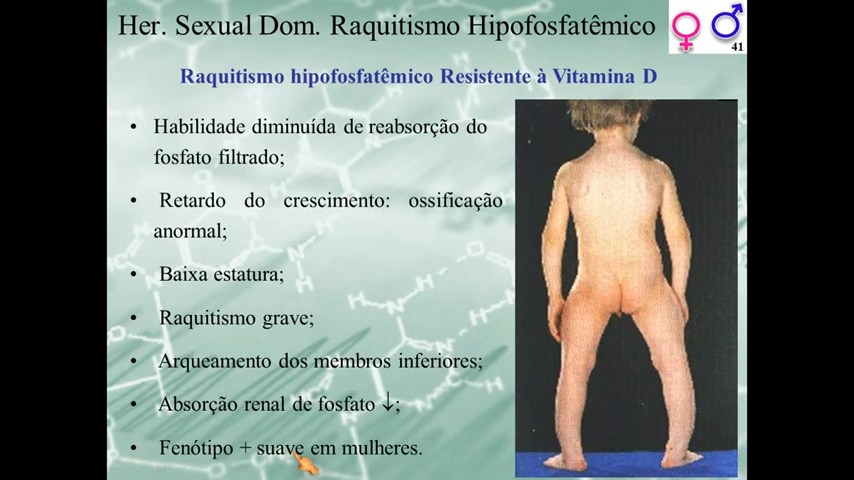 Her. Sexual Dom. Raquitismo Hipofosfatêmico
41
Raquitismo hipofosfatêmico Resistente à Vitamina D
• Habilidade diminuída de reabsorção do
fosfato filtrado;
• Retardo do crescimento: ossificação
anormal;
• Baixa estatura;
• Raquitismo grave;
• Arqueamento dos membros inferiores;
• Absorção renal de fosfato ↓;
• Fenótipo + suave em mulheres.